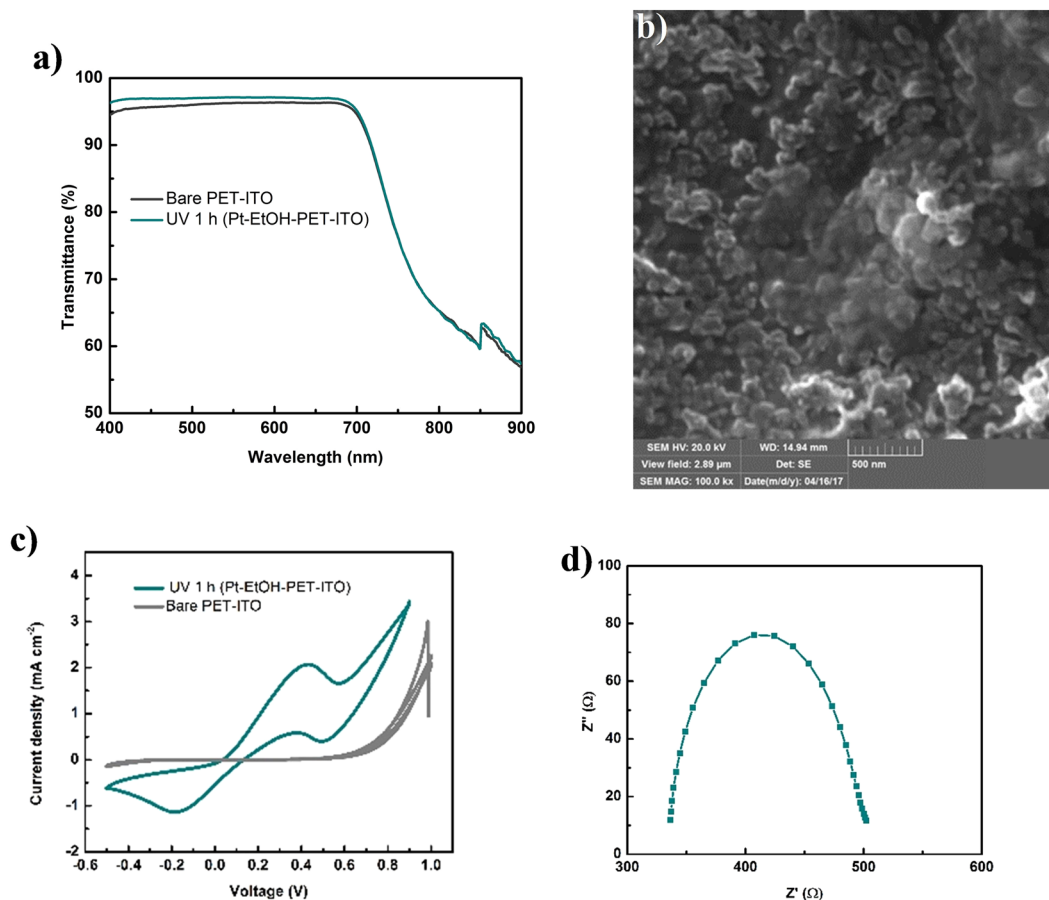 a)
100
90
80
70
60
50
Transmittance (%)
Bare PET-ITO
UV 1 h (Pt-EtOH-PET-ITO)
400 450 500 550 600 650 700 750 800 850 900
Wavelength (nm)
b)
SEM HV: 20.0 kV WD: 14.94 mm
View field: 2.89 µm Det: SE 500 nm
SEM MAG: 100.0 kx Date(m/d/y): 04/16/17
c)
4
3
2
1
0
-1
-2
Current density (mA cm⁻²)
UV 1 h (Pt-EtOH-PET-ITO)
Bare PET-ITO
-0.6 -0.4 -0.2 0.0 0.2 0.4 0.6 0.8 1.0
Voltage (V)
d)
100
80
60
40
20
0
Z'' (Ω)
300 400 500 600
Z' (Ω)